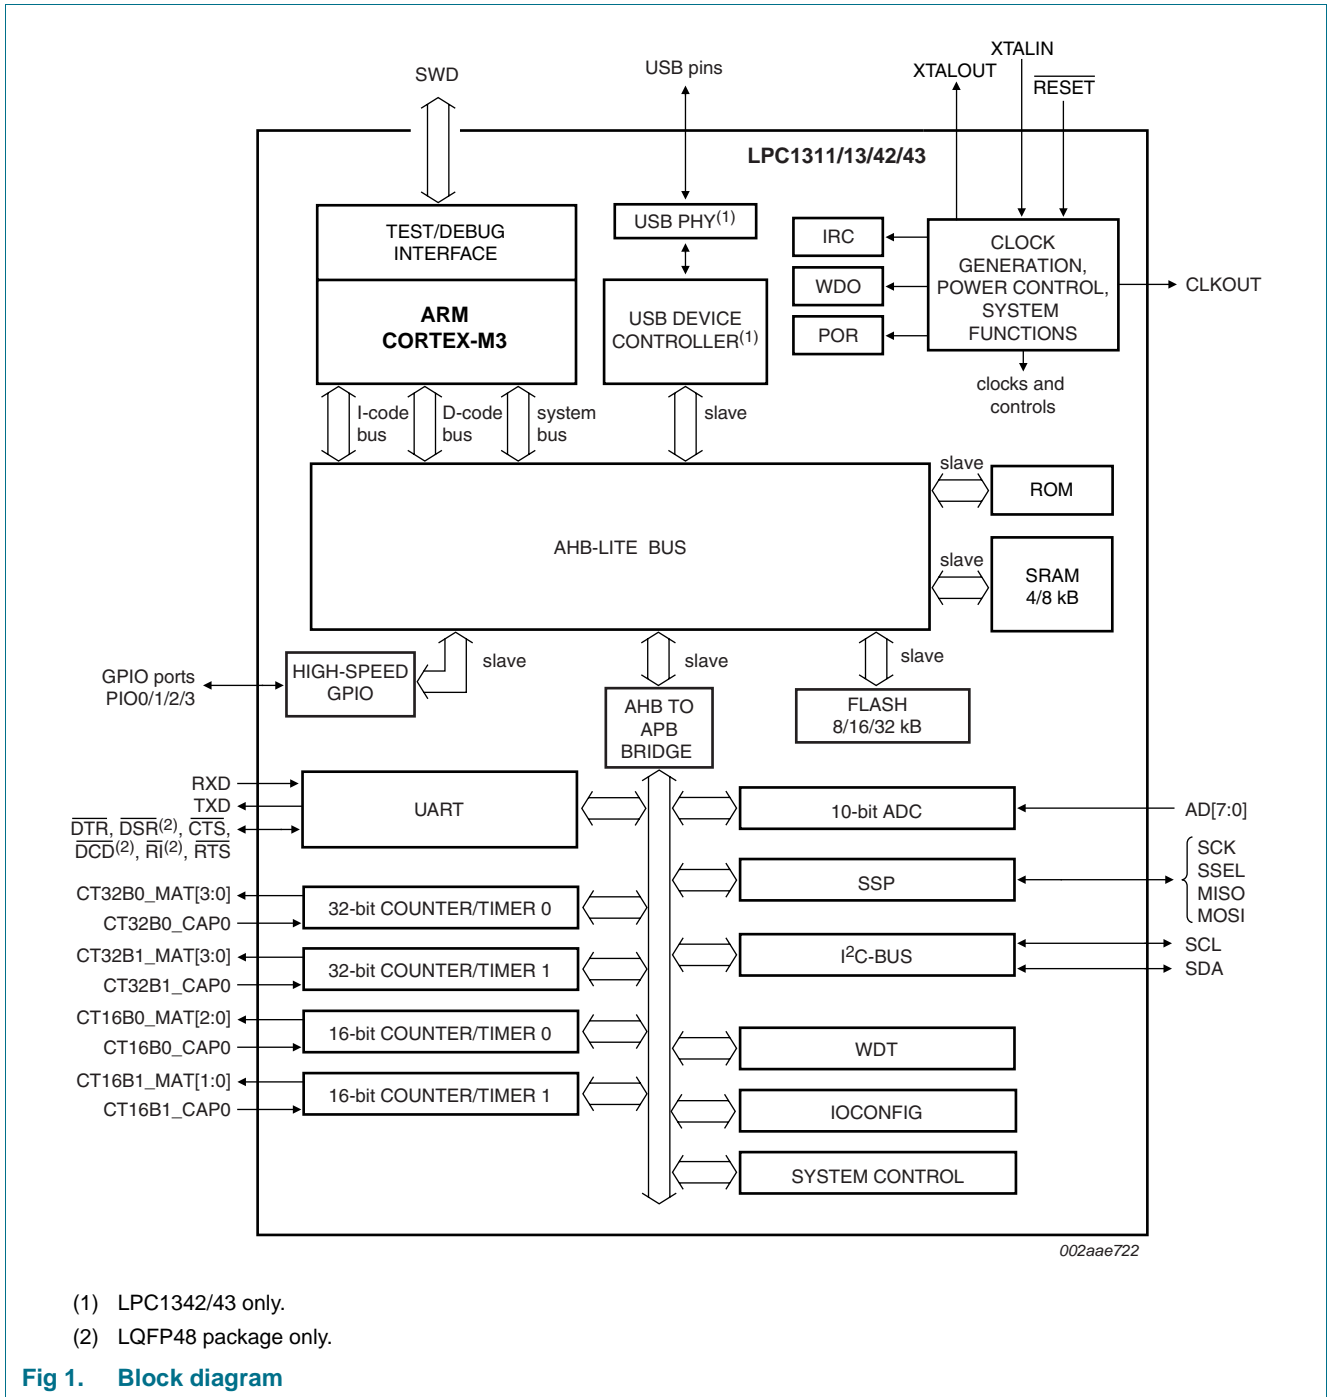 SWD
USB pins
XTALIN
XTALOUT
RESET
LPC1311/13/42/43
TEST/DEBUG
INTERFACE
USB PHY(1)
IRC
WDO
POR
CLOCK
GENERATION,
POWER CONTROL,
SYSTEM
FUNCTIONS
CLKOUT
ARM
CORTEX-M3
USB DEVICE
CONTROLLER(1)
clocks and
controls
I-code
bus
D-code
bus
system
bus
slave
slave
ROM
AHB-LITE BUS
slave
SRAM
4/8 kB
GPIO ports
PIO0/1/2/3
HIGH-SPEED
GPIO
slave
slave
slave
AHB TO
APB
BRIDGE
FLASH
8/16/32 kB
RXD
TXD
DTR, DSR(2), CTS,
DCD(2), RI(2), RTS
UART
10-bit ADC
AD[7:0]
SSP
SCK
SSEL
MISO
MOSI
CT32B0_MAT[3:0]
CT32B0_CAP0
32-bit COUNTER/TIMER 0
I2C-BUS
SCL
SDA
CT32B1_MAT[3:0]
CT32B1_CAP0
32-bit COUNTER/TIMER 1
CT16B0_MAT[2:0]
CT16B0_CAP0
16-bit COUNTER/TIMER 0
WDT
CT16B1_MAT[1:0]
CT16B1_CAP0
16-bit COUNTER/TIMER 1
IOCONFIG
SYSTEM CONTROL
002aae722
(1) LPC1342/43 only.
(2) LQFP48 package only.
Fig 1. Block diagram